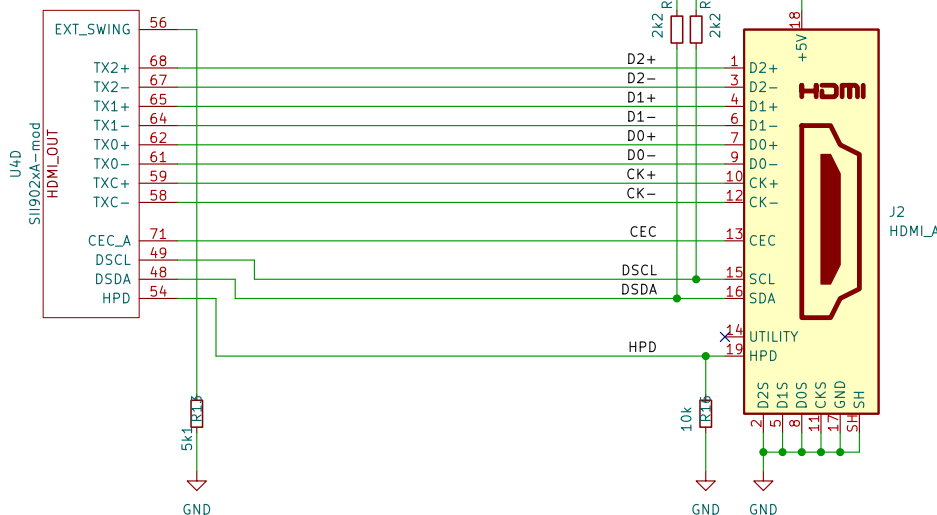 U4D
SII902xA-mod
HDMI_OUT
EXT_SWING 56
TX2+ 68
TX2- 67
TX1+ 65
TX1- 64
TX0+ 62
TX0- 61
TXC+ 59
TXC- 58
CEC_A 71
DSCL 49
DSDA 48
HPD 54
5k1
GND
R
2k2
R
2k2
D2+
D2-
D1+
D1-
D0+
D0-
CK+
CK-
CEC
DSCL
DSDA
HPD
10k
GND
18
+5V
HDMI
1 D2+
3 D2-
4 D1+
6 D1-
7 D0+
9 D0-
10 CK+
12 CK-
13 CEC
15 SCL
16 SDA
14 UTILITY
19 HPD
D2S
D1S
D0S
CKS
GND
SH
2
5
8
11
17
SH
GND
J2
HDMI_A